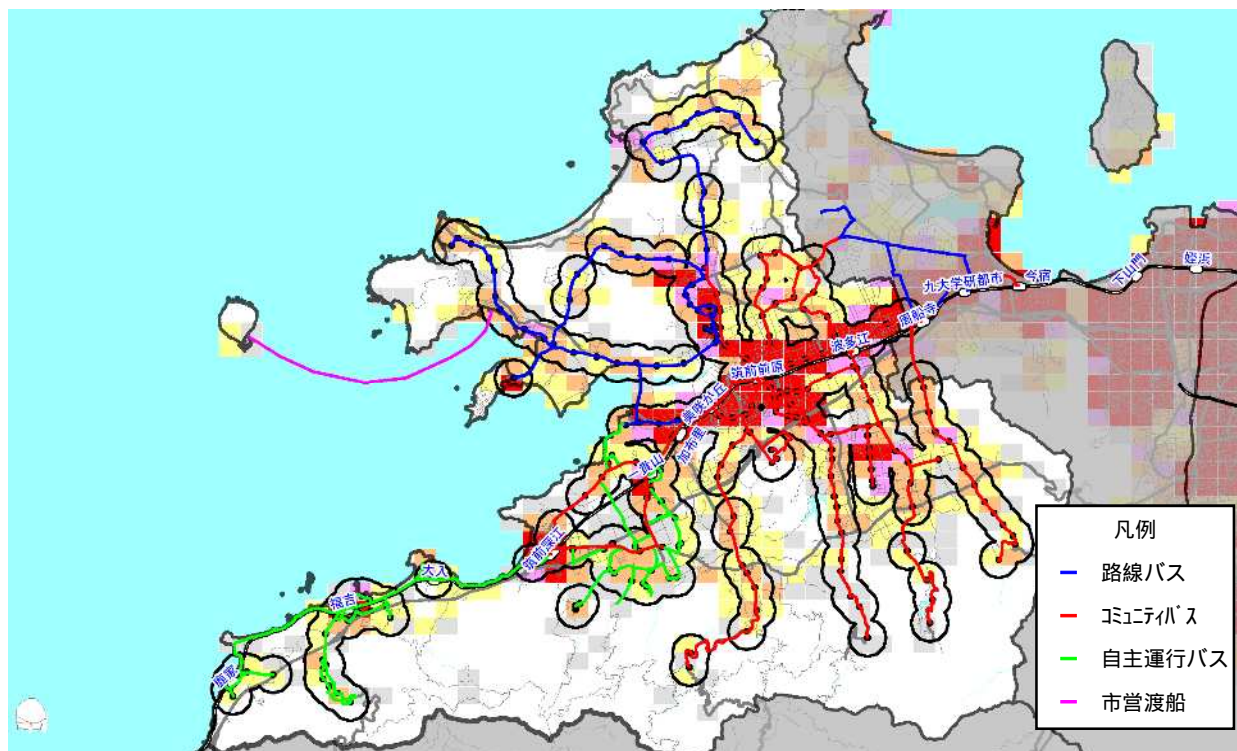 姪浜
下山門
今宿
九大学研都市
周船寺
波多江
筑前前原
美咲が丘
加布里
一貴山
筑前深江
大入
福吉
鹿家
凡例
路線バス
コミュニティバス
自主運行バス
市営渡船